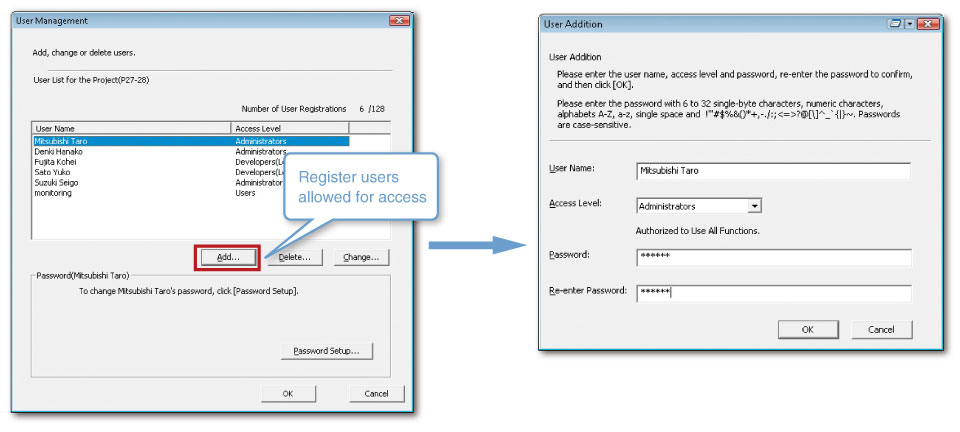 User Management
Add, change or delete users.
User List for the Project(P27-28)
Number of User Registrations 6 /128
User Name Access Level
Mitsubishi Taro Administrators
Denki Hanako Administrators
Fujita Kohei Developers(L
Sato Yuko Developers(L
Suzuki Seigo Administrator
monitoring Users
Register users
allowed for access
Add... Delete... Change...
Password(Mitsubishi Taro)
To change Mitsubishi Taro's password, click [Password Setup].
Password Setup...
OK Cancel
User Addition
User Addition
Please enter the user name, access level and password, re-enter the password to confirm,
and then click [OK].
Please enter the password with 6 to 32 single-byte characters, numeric characters,
alphabets A-Z, a-z, single space and !"'#$%&()*+,-./:;<=>?@[\]^_`{|}~. Passwords
are case-sensitive.
User Name: Mitsubishi Taro
Access Level: Administrators
Authorized to Use All Functions.
Password: ******
Re-enter Password: ******
OK Cancel